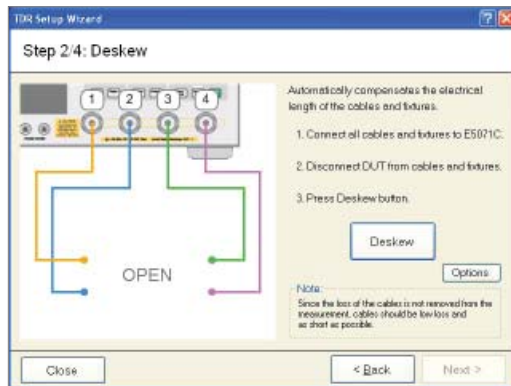 TDR Setup Wizard
Step 2/4: Deskew
1 2 3 4
OPEN
Automatically compensates the electrical
length of the cables and fixtures.
1. Connect all cables and fixtures to E5071C.
2. Disconnect DUT from cables and fixtures.
3. Press Deskew button.
Deskew
Options
Note:
Since the loss of the cables is not removed from the
measurement, cables should be low loss and
as short as possible.
Close
< Back
Next >